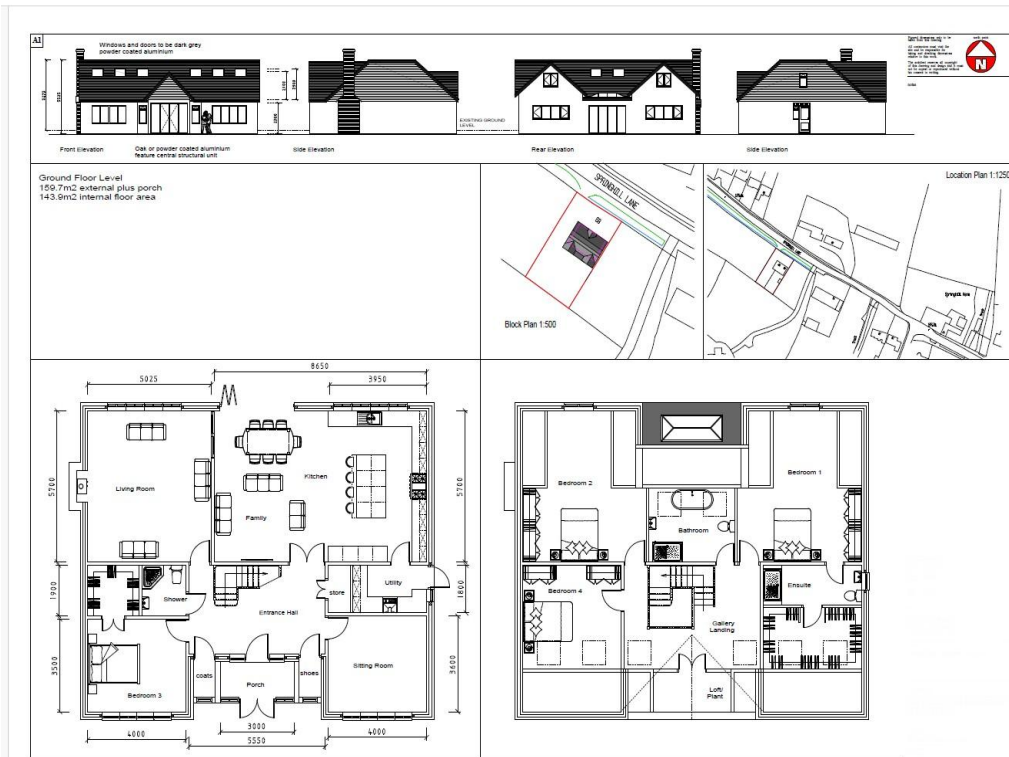 A1
Windows and doors to be dark grey
powder coated aluminium
N
EXISTING GROUND
LEVEL
Front Elevation
Oak or powder coated aluminium
feature central structural unit
Side Elevation
Rear Elevation
Side Elevation
Ground Floor Level
159.7m2 external plus porch
143.9m2 internal floor area
SPRINGHILL LANE
Block Plan 1:500
Location Plan 1:1250
8650
5025
3950
5700
5700
Living Room
Kitchen
Family
1900
1800
Shower
store
Utility
Entrance Hall
3500
3600
Sitting Room
coats
Porch
shoes
Bedroom 3
4000
3000
5550
4000
Bedroom 2
Bedroom 1
Bathroom
Bedroom 4
Ensuite
Gallery
Landing
Loft/
Plant